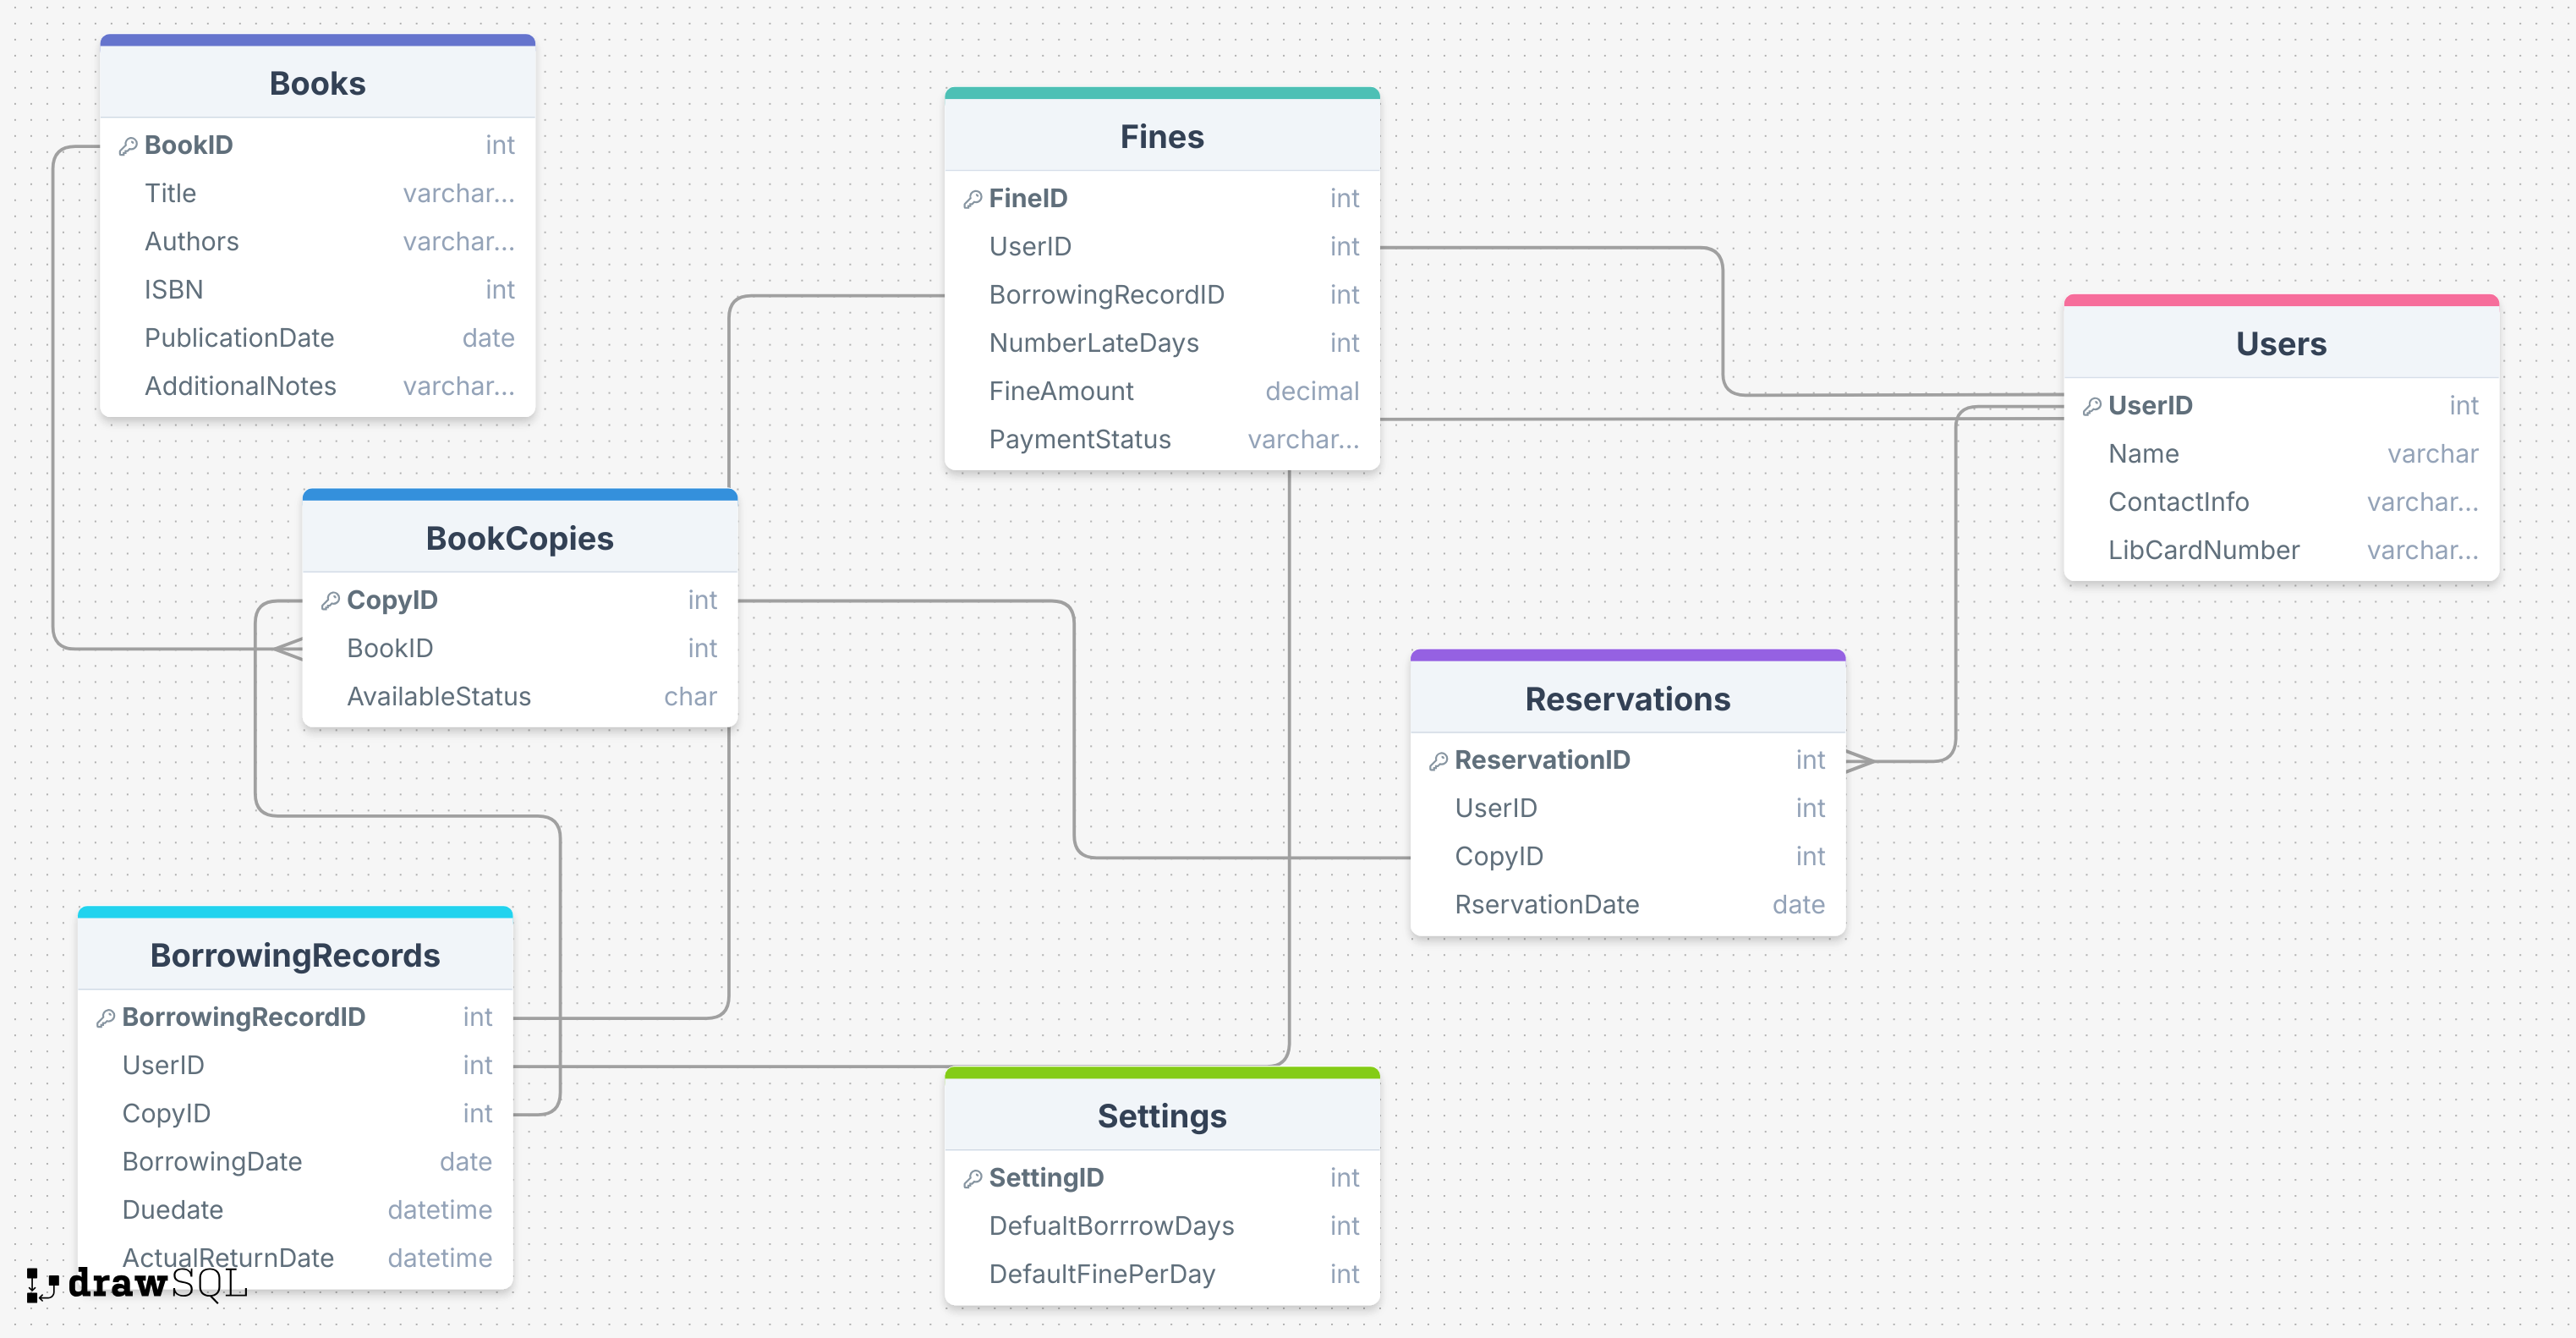 Books
BookID int
Title varchar...
Authors varchar...
ISBN int
PublicationDate date
AdditionalNotes varchar...
Fines
FineID int
UserID int
BorrowingRecordID int
NumberLateDays int
FineAmount decimal
PaymentStatus varchar...
Users
UserID int
Name varchar
ContactInfo varchar...
LibCardNumber varchar...
BookCopies
CopyID int
BookID int
AvailableStatus char
Reservations
ReservationID int
UserID int
CopyID int
RservationDate date
BorrowingRecords
BorrowingRecordID int
UserID int
CopyID int
BorrowingDate date
Duedate datetime
ActualReturnDate datetime
Settings
SettingID int
DefualtBorrrowDays int
DefaultFinePerDay int
drawSQL